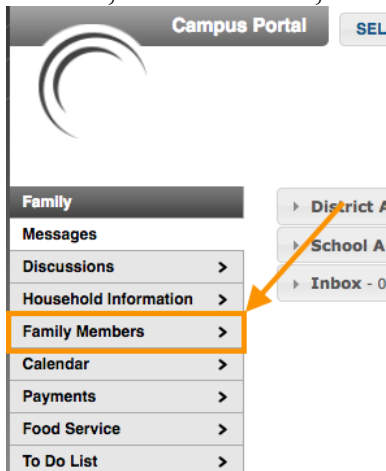 Campus Portal
SEL
Family
Messages
Discussions >
Household Information >
Family Members >
Calendar >
Payments >
Food Service >
To Do List >
District A
School A
Inbox - 0